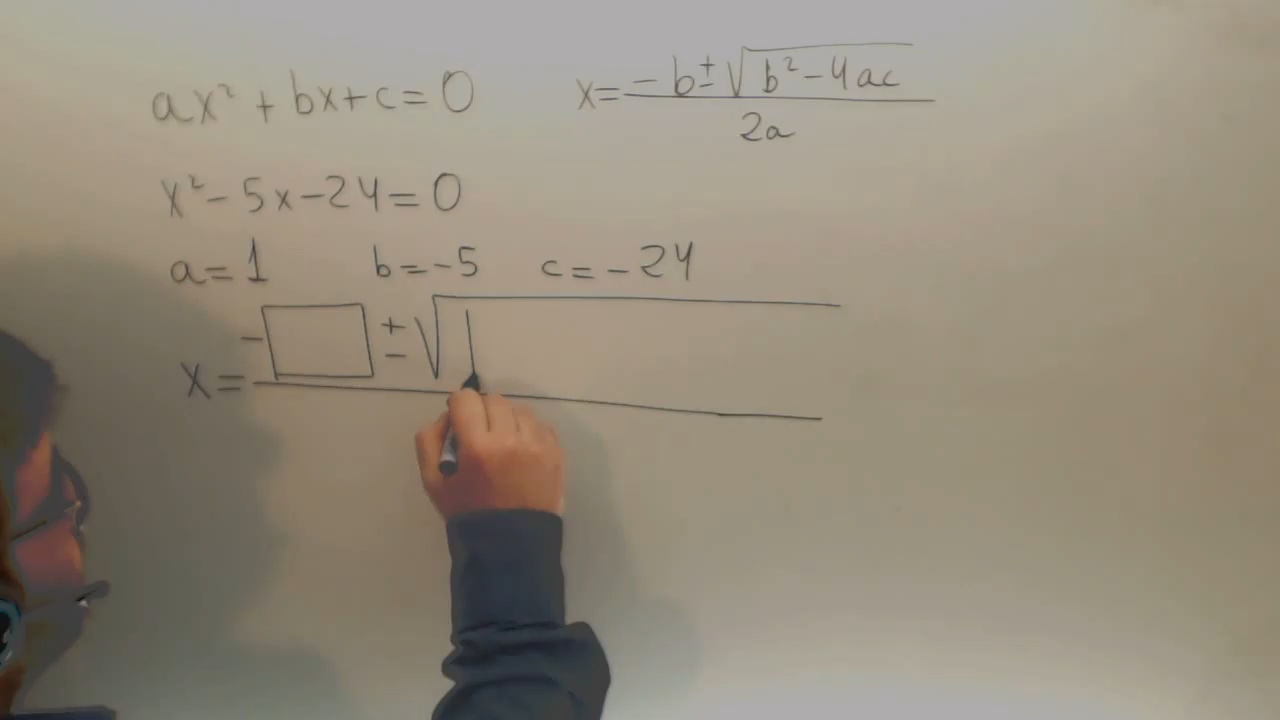 ax² + bx + c = 0
x = (-b ± √(b² - 4ac)) / 2a
x² - 5x - 24 = 0
a = 1 b = -5 c = -24
x = - □ ± √